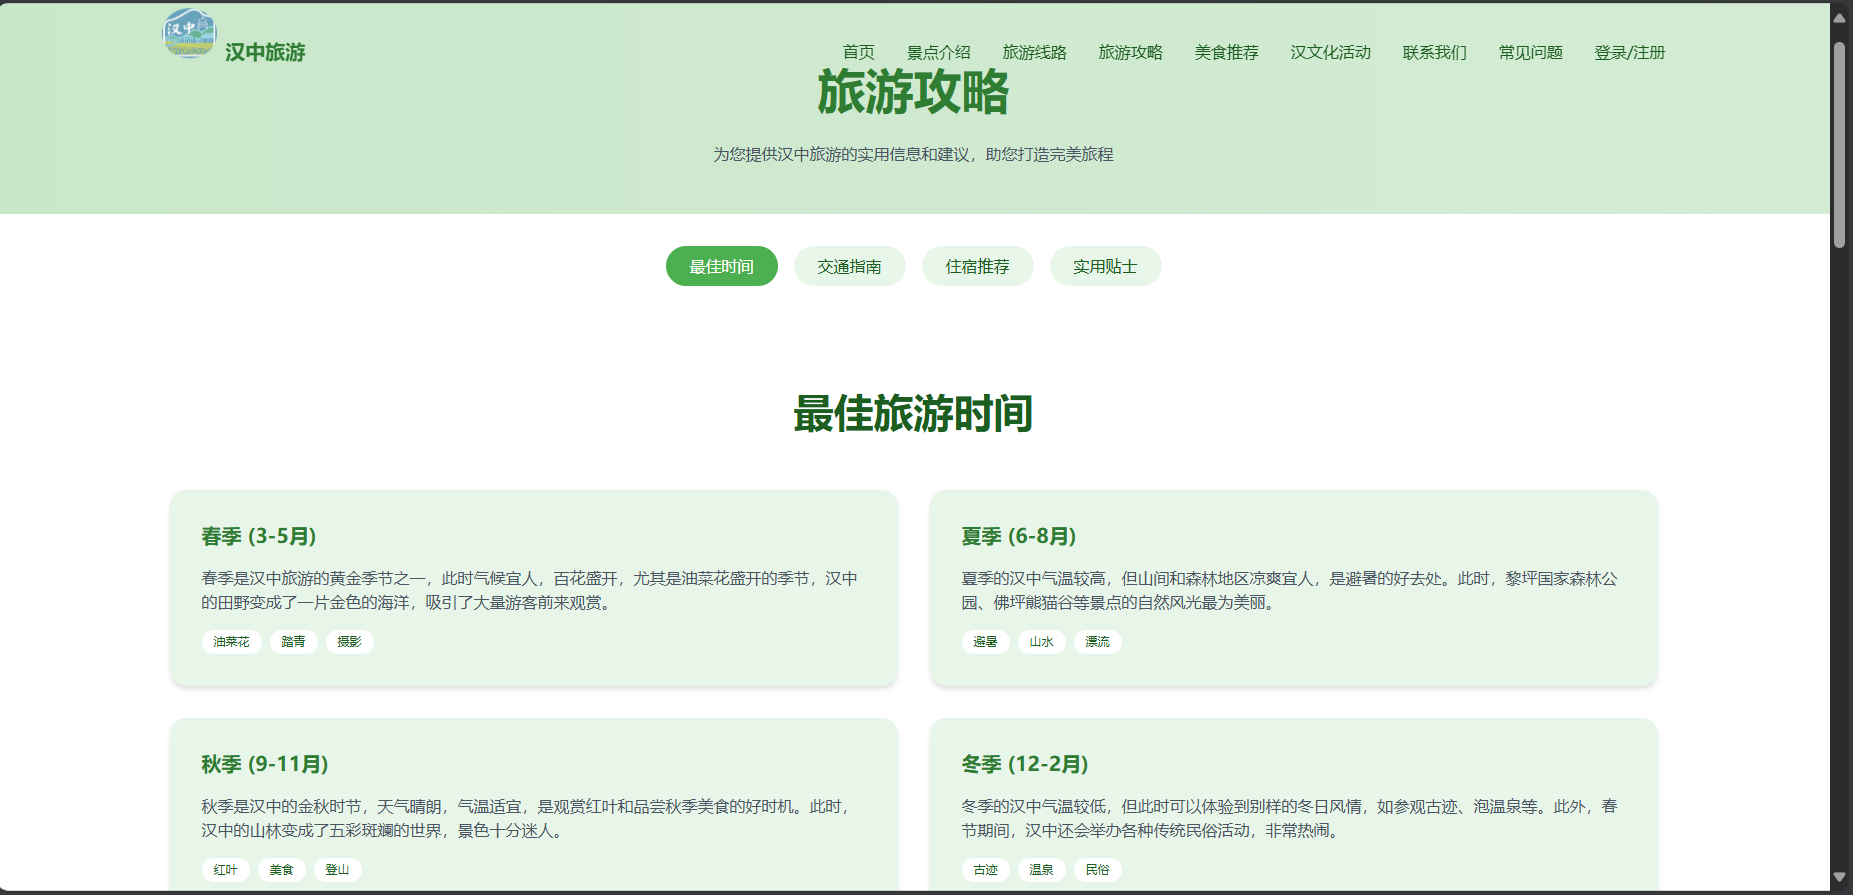 汉中
汉中旅游
首页 景点介绍 旅游线路 旅游攻略 美食推荐 汉文化活动 联系我们 常见问题 登录/注册
旅游攻略
为您提供汉中旅游的实用信息和建议，助您打造完美旅程
最佳时间 交通指南 住宿推荐 实用贴士
最佳旅游时间
春季 (3-5月)
春季是汉中旅游的黄金季节之一，此时气候宜人，百花盛开，尤其是油菜花盛开的季节，汉中
的田野变成了一片金色的海洋，吸引了大量游客前来观赏。
油菜花 踏青 摄影
夏季 (6-8月)
夏季的汉中气温较高，但山间和森林地区凉爽宜人，是避暑的好去处。此时，黎坪国家森林公
园、佛坪熊猫谷等景点的自然风光最为美丽。
避暑 山水 漂流
秋季 (9-11月)
秋季是汉中的金秋时节，天气晴朗，气温适宜，是观赏红叶和品尝秋季美食的好时机。此时，
汉中的山林变成了五彩斑斓的世界，景色十分迷人。
红叶 美食 登山
冬季 (12-2月)
冬季的汉中气温较低，但此时可以体验到别样的冬日风情，如参观古迹、泡温泉等。此外，春
节期间，汉中还会举办各种传统民俗活动，非常热闹。
古迹 温泉 民俗